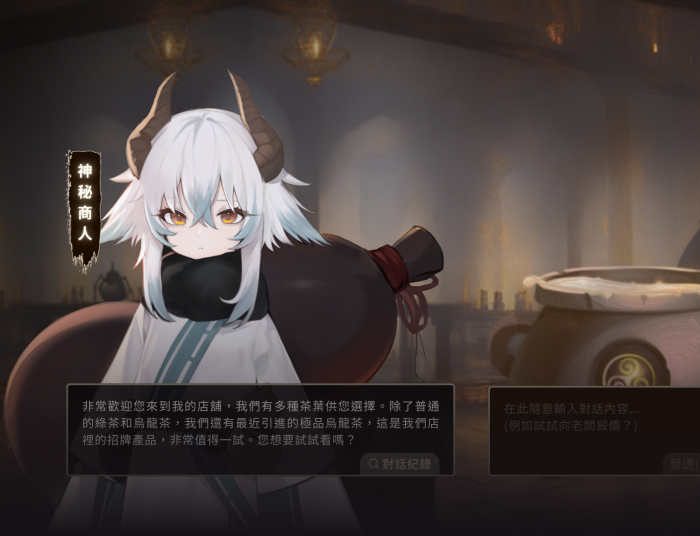 神秘商人
非常歡迎您來到我的店舖，我們有多種茶葉供您選擇。除了普通
的綠茶和烏龍茶，我們還有最近引進的極品烏龍茶，這是我們店
裡的招牌產品，非常值得一試。您想要試試看嗎？
對話紀錄
在此隨意輸入對話內容...
(例如試試向老闆殺價？)
發送(